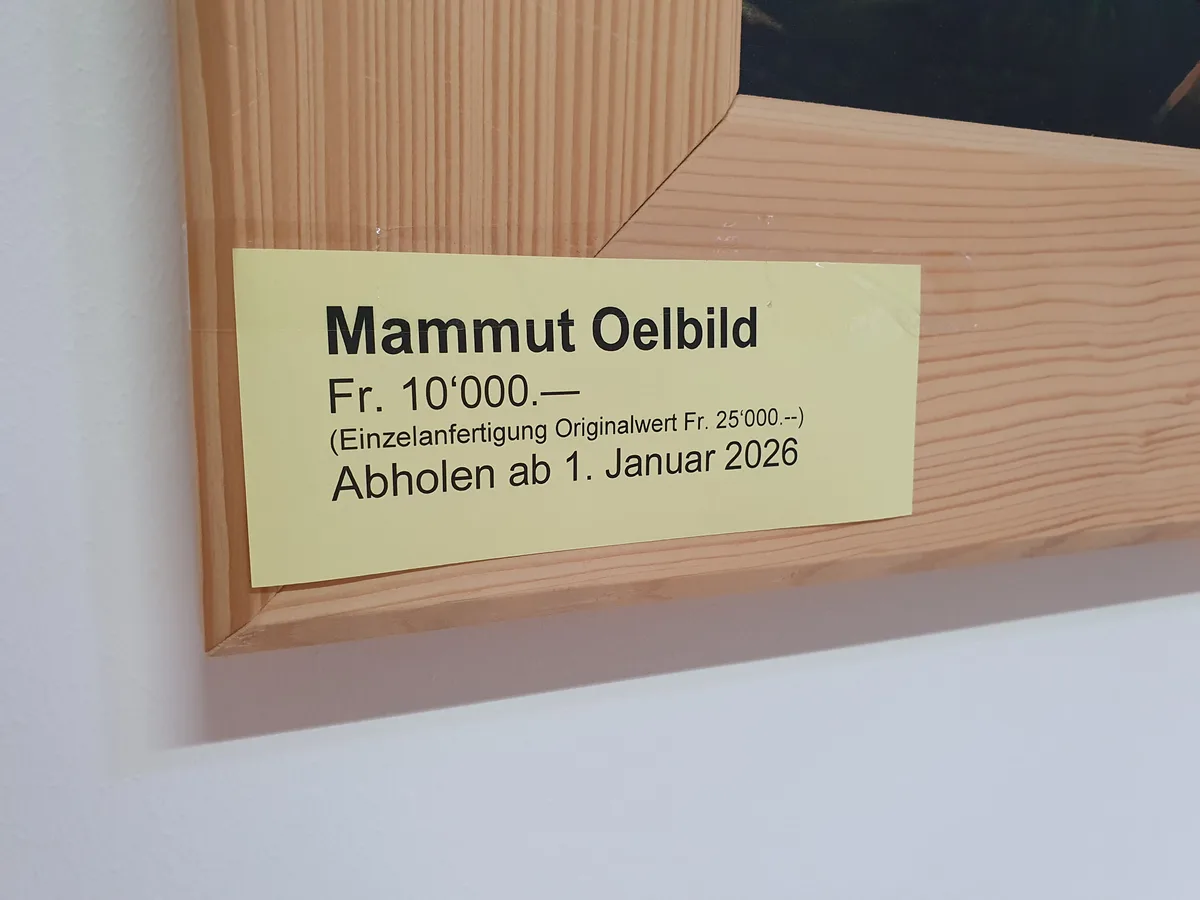 Mammut Oelbild
Fr. 10‘000.—
(Einzelanfertigung Originalwert Fr. 25‘000.--)
Abholen ab 1. Januar 2026